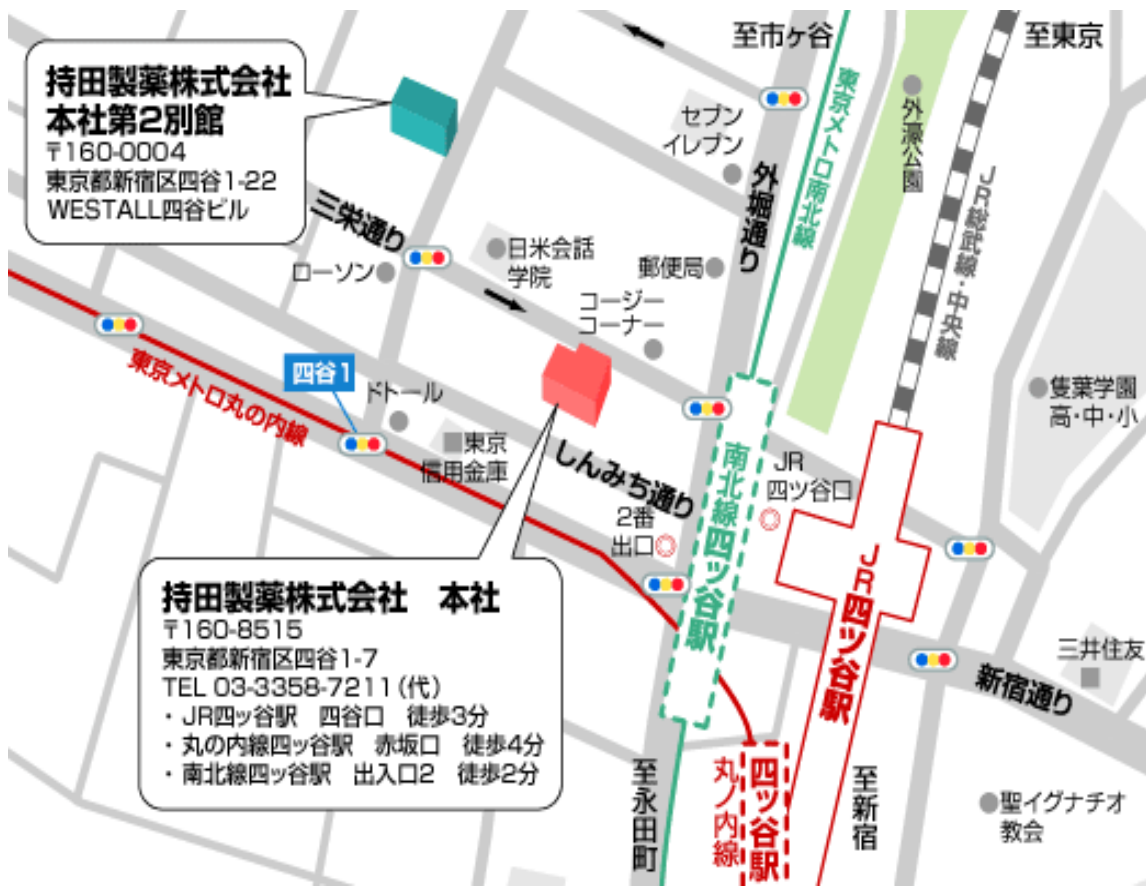 持田製薬株式会社
本社第2別館
〒160-0004
東京都新宿区四谷1-22
WESTALL四谷ビル
至市ヶ谷
至東京
セブン
イレブン
外堀通り
東京メトロ南北線
外濠公園
JR総武線・中央線
三栄通り
ローソン
日米会話
学院
郵便局
コージー
コーナー
東京メトロ丸の内線
四谷1
ドトール
東京
信用金庫
しんみち通り
2番
出口
南北線四ツ谷駅
JR
四ツ谷口
JR四ツ谷駅
雙葉学園
高・中・小
三井住友
新宿通り
持田製薬株式会社 本社
〒160-8515
東京都新宿区四谷1-7
TEL 03-3358-7211(代)
・JR四ッ谷駅 四谷口 徒歩3分
・丸の内線四ッ谷駅 赤坂口 徒歩4分
・南北線四ッ谷駅 出入口2 徒歩2分
至永田町
丸ノ内線
四ツ谷駅
至新宿
聖イグナチオ
教会